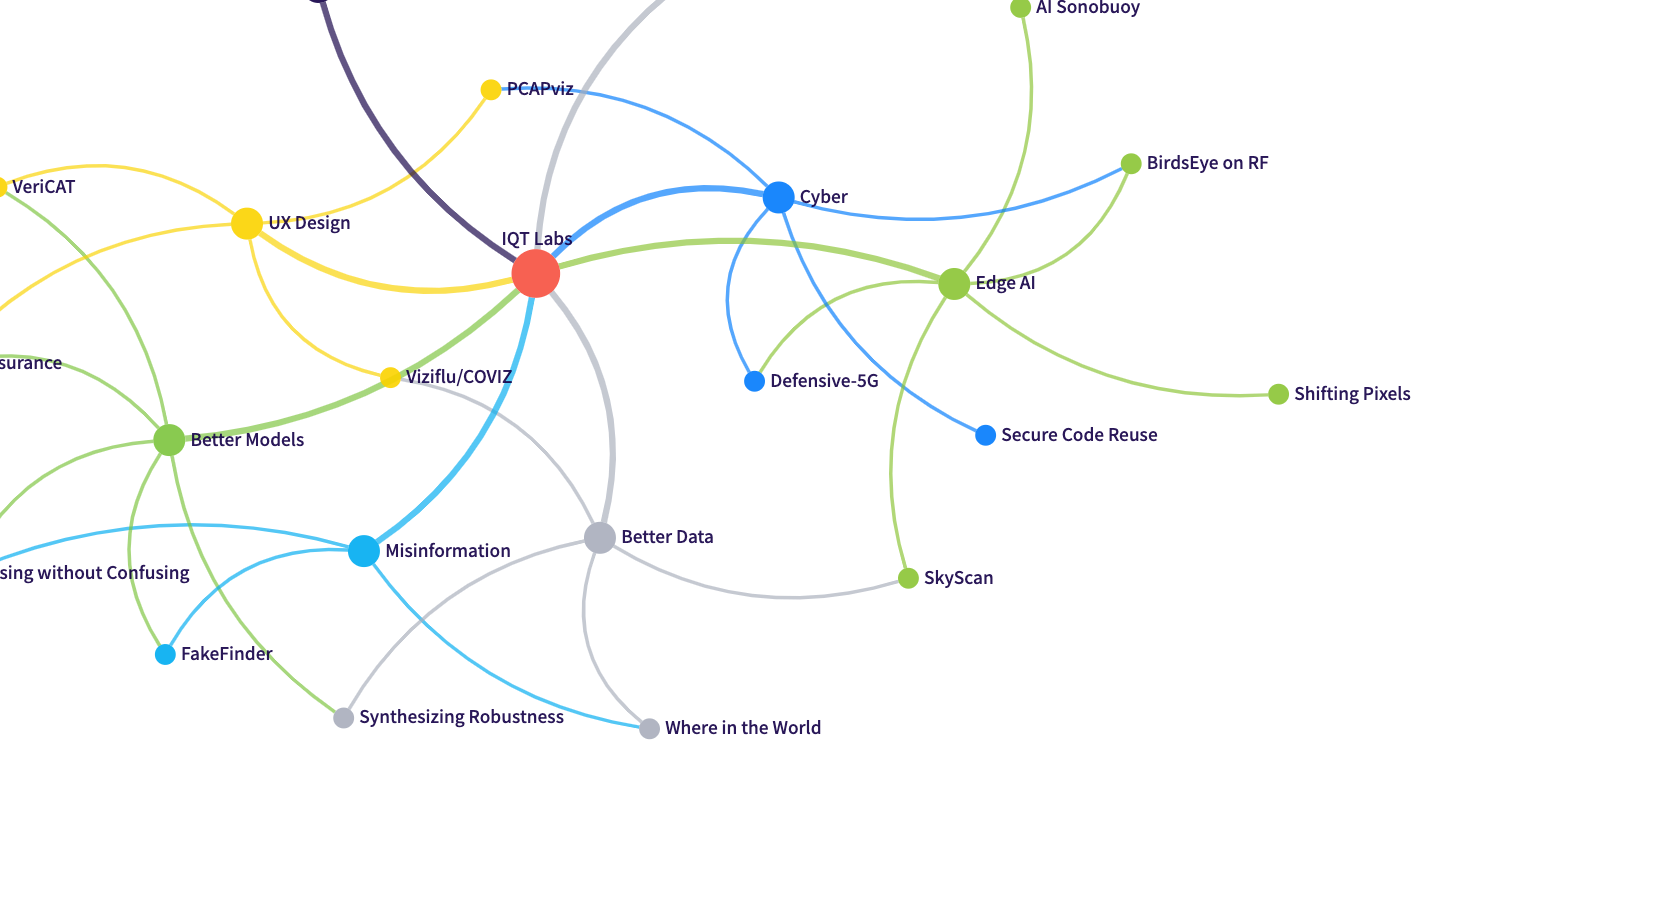 AI Sonobuoy
PCAPviz
BirdsEye on RF
VeriCAT
Cyber
UX Design
IQT Labs
Edge AI
surance
Viziflu/COVIZ
Defensive-5G
Shifting Pixels
Secure Code Reuse
Better Models
Better Data
Misinformation
sing without Confusing
SkyScan
FakeFinder
Synthesizing Robustness
Where in the World